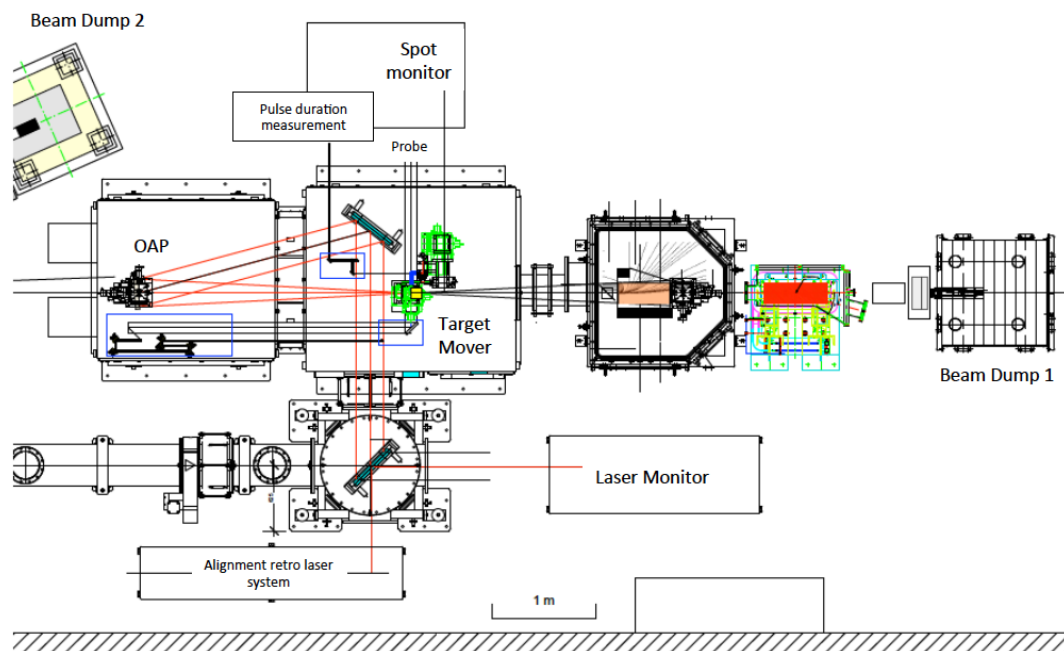 Beam Dump 2
Spot
monitor
Pulse duration
measurement
Probe
OAP
Target
Mover
Beam Dump 1
Laser Monitor
Alignment retro laser
system
1 m